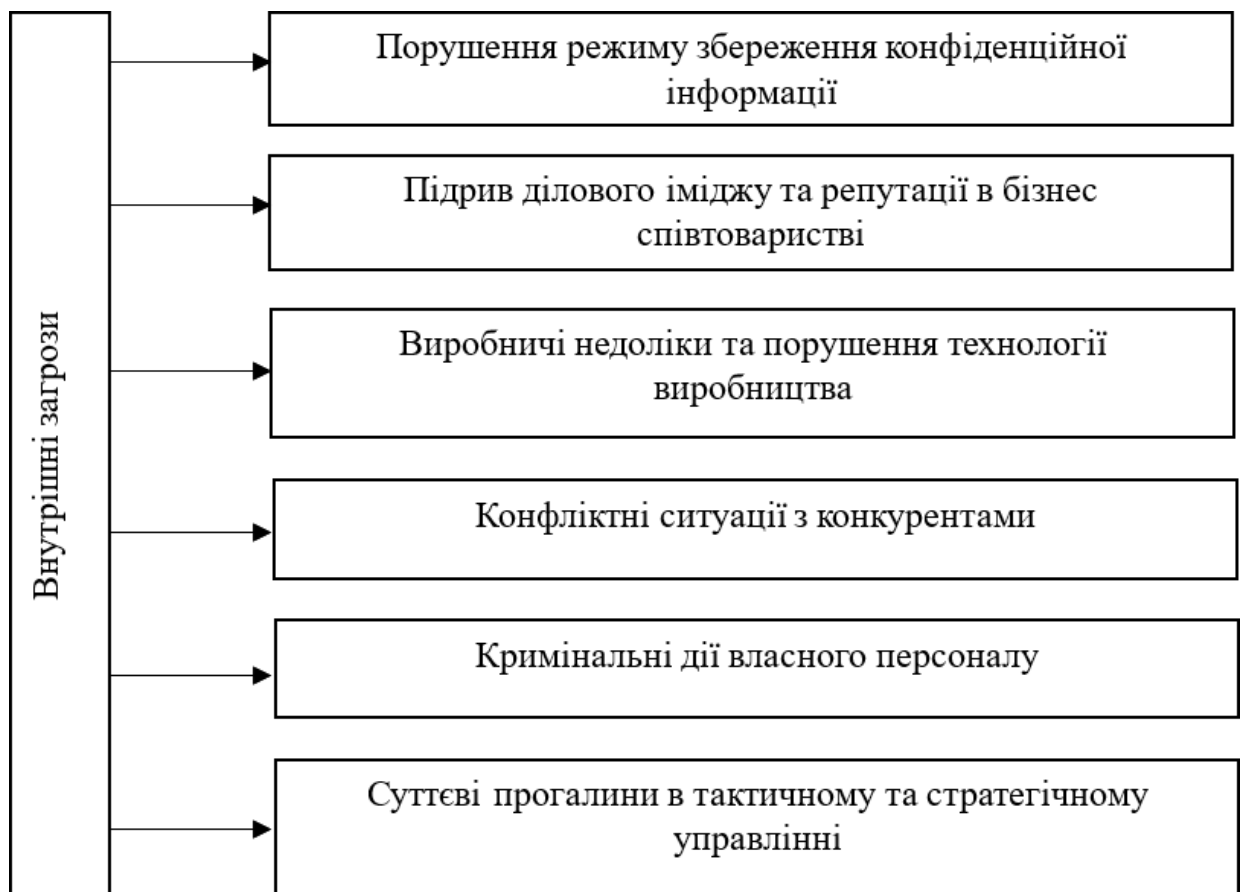 Внутрішні загрози
Порушення режиму збереження конфіденційної
інформації
Підрив ділового іміджу та репутації в бізнес
співтоваристві
Виробничі недоліки та порушення технології
виробництва
Конфліктні ситуації з конкурентами
Кримінальні дії власного персоналу
Суттєві прогалини в тактичному та стратегічному
управлінні